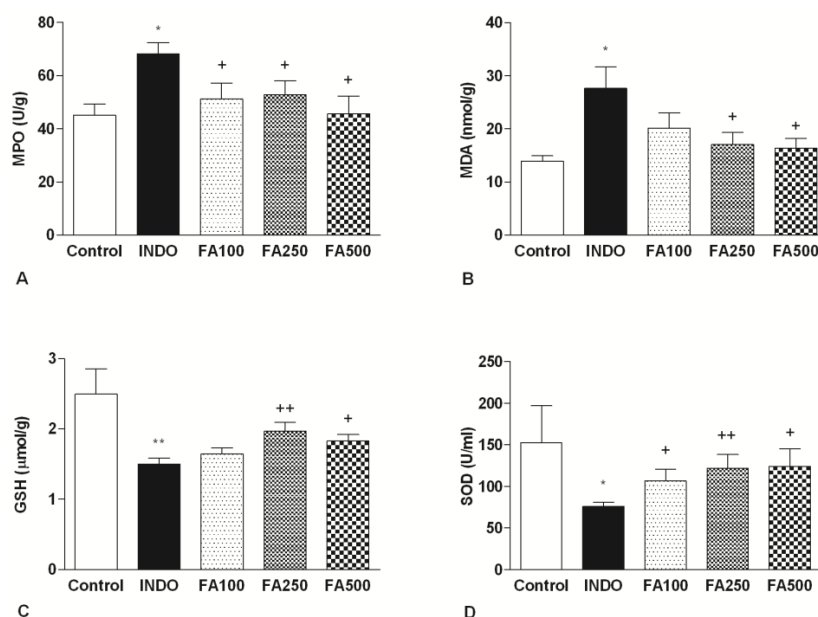 80
60
40
20
0
MPO (U/g)
*
+
+
+
Control INDO FA100 FA250 FA500
A
40
30
20
10
0
MDA (nmol/g)
*
+
+
Control INDO FA100 FA250 FA500
B
3
2
1
0
GSH (µmol/g)
**
++
+
Control INDO FA100 FA250 FA500
C
250
200
150
100
50
0
SOD (U/ml)
*
+
++
+
Control INDO FA100 FA250 FA500
D